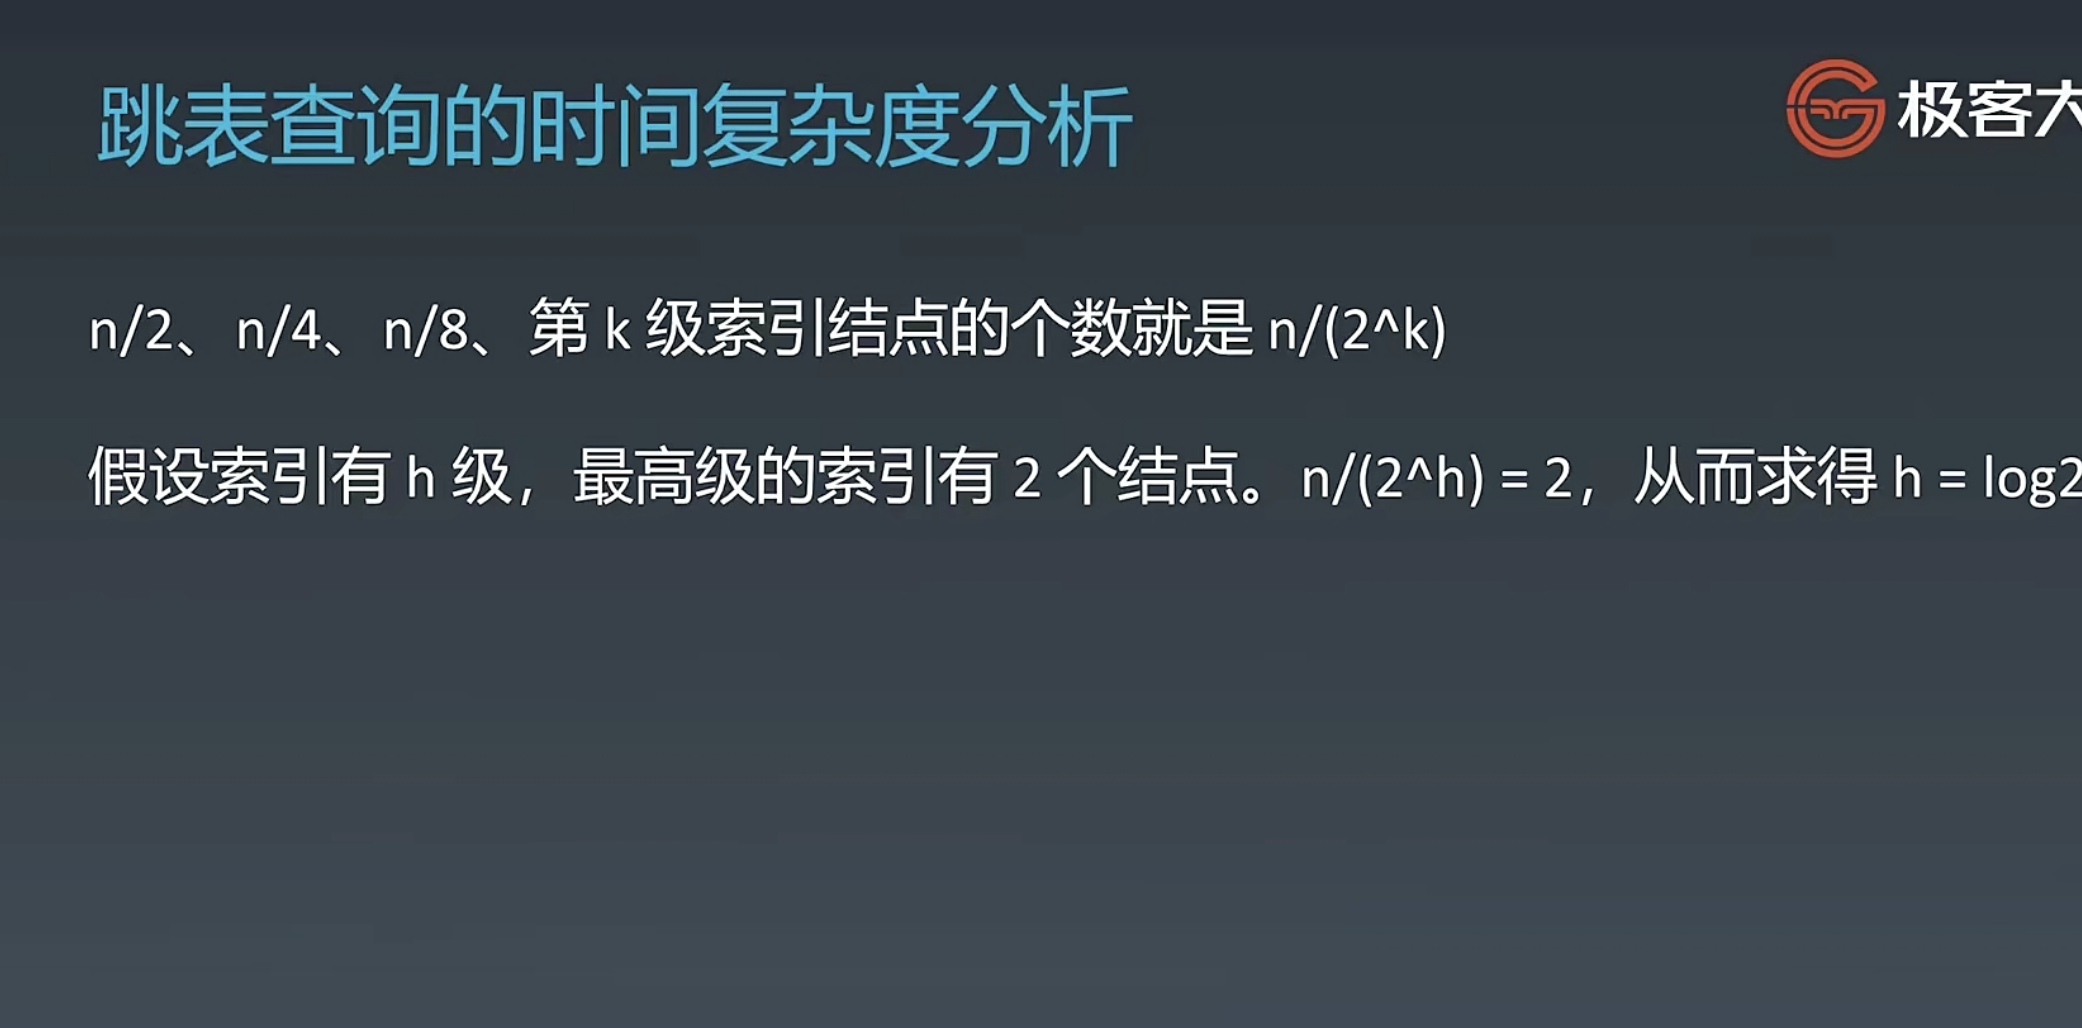 跳表查询的时间复杂度分析
极客大
n/2、n/4、n/8、第 k 级索引结点的个数就是 n/(2^k)
假设索引有 h 级，最高级的索引有 2 个结点。n/(2^h) = 2，从而求得 h = log2